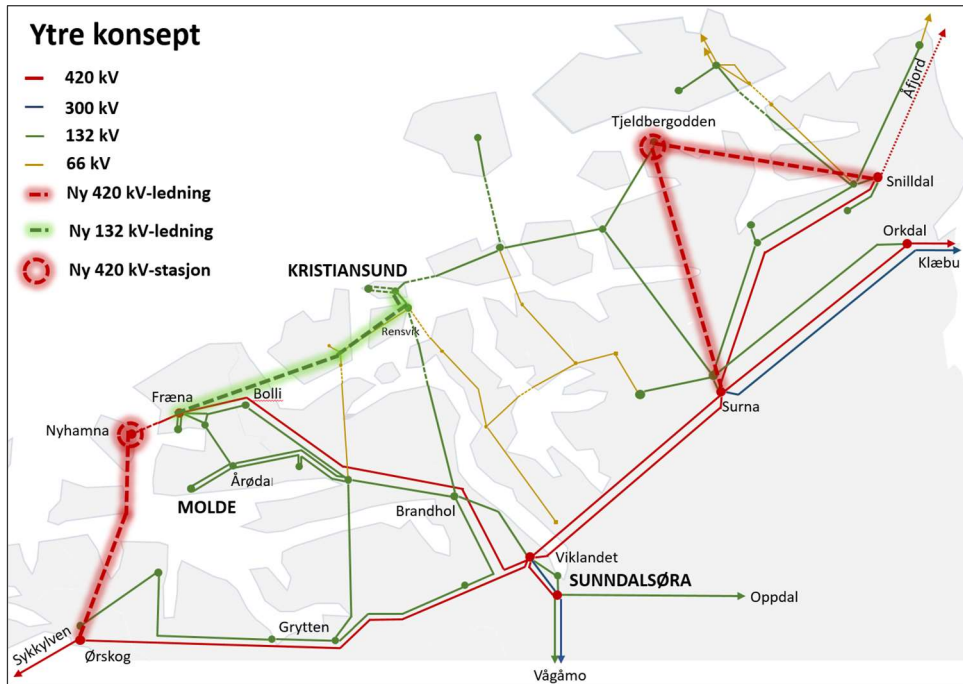 Ytre konsept
420 kV
300 kV
132 kV
66 kV
Ny 420 kV-ledning
Ny 132 kV-ledning
Ny 420 kV-stasjon
Åfjord
Tjeldbergodden
Snilldal
Orkdal
Klæbu
KRISTIANSUND
Rensvik
Fræna
Bolli
Nyhamna
Surna
Årødal
MOLDE
Brandhol
Viklandet
SUNNDALSØRA
Oppdal
Grytten
Sykkylven
Ørskog
Vågåmo